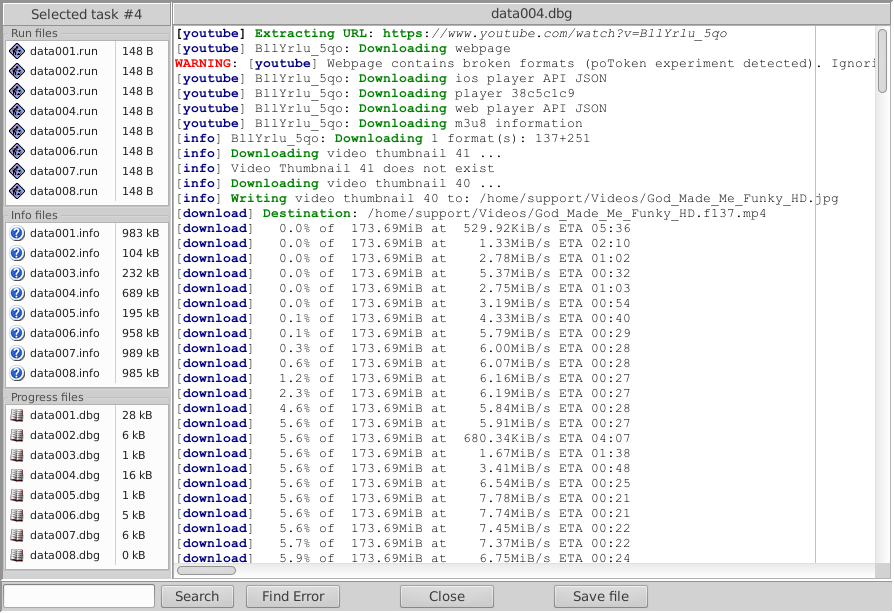 Selected task #4
Run files
data001.run 148 B
data002.run 148 B
data003.run 148 B
data004.run 148 B
data005.run 148 B
data006.run 148 B
data007.run 148 B
data008.run 148 B
Info files
data001.info 983 kB
data002.info 104 kB
data003.info 232 kB
data004.info 689 kB
data005.info 195 kB
data006.info 958 kB
data007.info 989 kB
data008.info 985 kB
Progress files
data001.dbg 28 kB
data002.dbg 6 kB
data003.dbg 1 kB
data004.dbg 16 kB
data005.dbg 1 kB
data006.dbg 5 kB
data007.dbg 6 kB
data008.dbg 0 kB
data004.dbg
[youtube] Extracting URL: https://www.youtube.com/watch?v=BllYrlu_5qo
[youtube] BllYrlu_5qo: Downloading webpage
WARNING: [youtube] Webpage contains broken formats (poToken experiment detected). Ignori
[youtube] BllYrlu_5qo: Downloading ios player API JSON
[youtube] BllYrlu_5qo: Downloading player 38c5c1c9
[youtube] BllYrlu_5qo: Downloading web player API JSON
[youtube] BllYrlu_5qo: Downloading m3u8 information
[info] BllYrlu_5qo: Downloading 1 format(s): 137+251
[info] Downloading video thumbnail 41 ...
[info] Video Thumbnail 41 does not exist
[info] Downloading video thumbnail 40 ...
[info] Writing video thumbnail 40 to: /home/support/Videos/God_Made_Me_Funky_HD.jpg
[download] Destination: /home/support/Videos/God_Made_Me_Funky_HD.f137.mp4
[download] 0.0% of 173.69MiB at 529.92KiB/s ETA 05:36
[download] 0.0% of 173.69MiB at 1.33MiB/s ETA 02:10
[download] 0.0% of 173.69MiB at 2.78MiB/s ETA 01:02
[download] 0.0% of 173.69MiB at 5.37MiB/s ETA 00:32
[download] 0.0% of 173.69MiB at 2.75MiB/s ETA 01:03
[download] 0.0% of 173.69MiB at 3.19MiB/s ETA 00:54
[download] 0.1% of 173.69MiB at 4.33MiB/s ETA 00:40
[download] 0.1% of 173.69MiB at 5.79MiB/s ETA 00:29
[download] 0.3% of 173.69MiB at 6.00MiB/s ETA 00:28
[download] 0.6% of 173.69MiB at 6.07MiB/s ETA 00:28
[download] 1.2% of 173.69MiB at 6.16MiB/s ETA 00:27
[download] 2.3% of 173.69MiB at 6.19MiB/s ETA 00:27
[download] 4.6% of 173.69MiB at 5.84MiB/s ETA 00:28
[download] 5.6% of 173.69MiB at 5.91MiB/s ETA 00:27
[download] 5.6% of 173.69MiB at 680.34KiB/s ETA 04:07
[download] 5.6% of 173.69MiB at 1.67MiB/s ETA 01:38
[download] 5.6% of 173.69MiB at 3.41MiB/s ETA 00:48
[download] 5.6% of 173.69MiB at 6.54MiB/s ETA 00:25
[download] 5.6% of 173.69MiB at 7.78MiB/s ETA 00:21
[download] 5.6% of 173.69MiB at 7.74MiB/s ETA 00:21
[download] 5.6% of 173.69MiB at 7.45MiB/s ETA 00:22
[download] 5.7% of 173.69MiB at 7.37MiB/s ETA 00:22
[download] 5.9% of 173.69MiB at 6.75MiB/s ETA 00:24
Search Find Error Close Save file